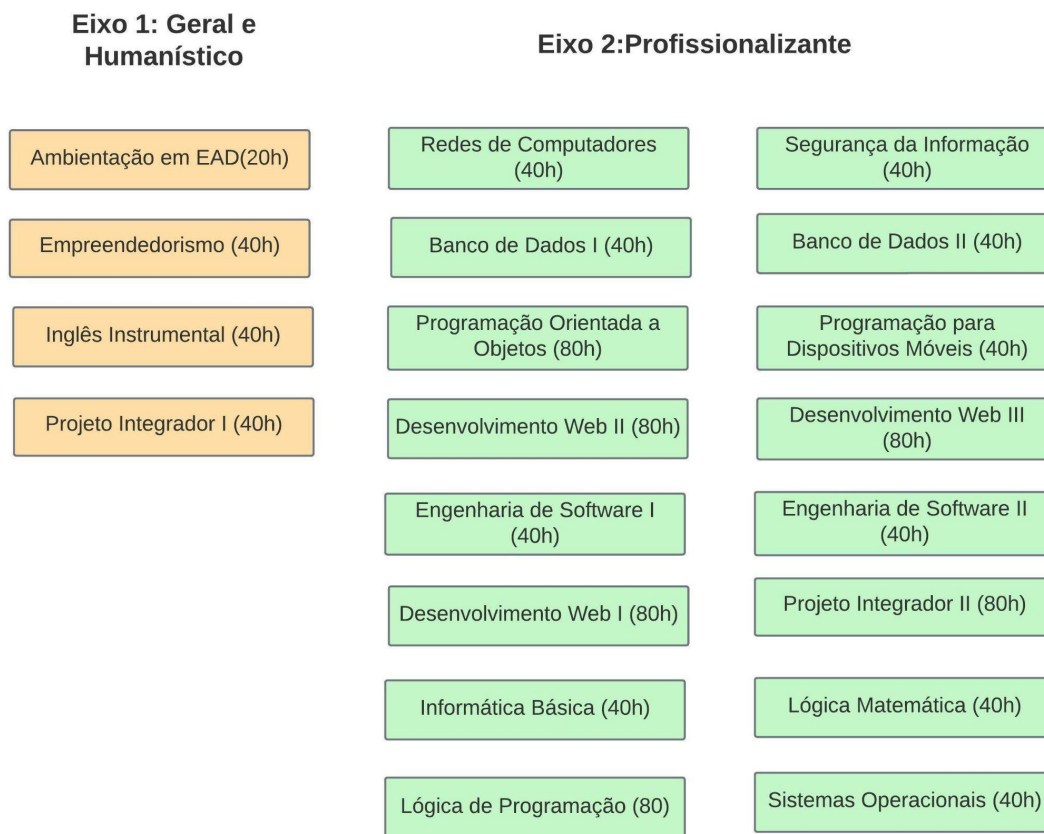 Eixo 1: Geral e
Humanístico
Eixo 2:Profissionalizante
Ambientação em EAD(20h)
Empreendedorismo (40h)
Inglês Instrumental (40h)
Projeto Integrador I (40h)
Redes de Computadores
(40h)
Banco de Dados I (40h)
Programação Orientada a
Objetos (80h)
Desenvolvimento Web II (80h)
Engenharia de Software I
(40h)
Desenvolvimento Web I (80h)
Informática Básica (40h)
Lógica de Programação (80)
Segurança da Informação
(40h)
Banco de Dados II (40h)
Programação para
Dispositivos Móveis (40h)
Desenvolvimento Web III
(80h)
Engenharia de Software II
(40h)
Projeto Integrador II (80h)
Lógica Matemática (40h)
Sistemas Operacionais (40h)